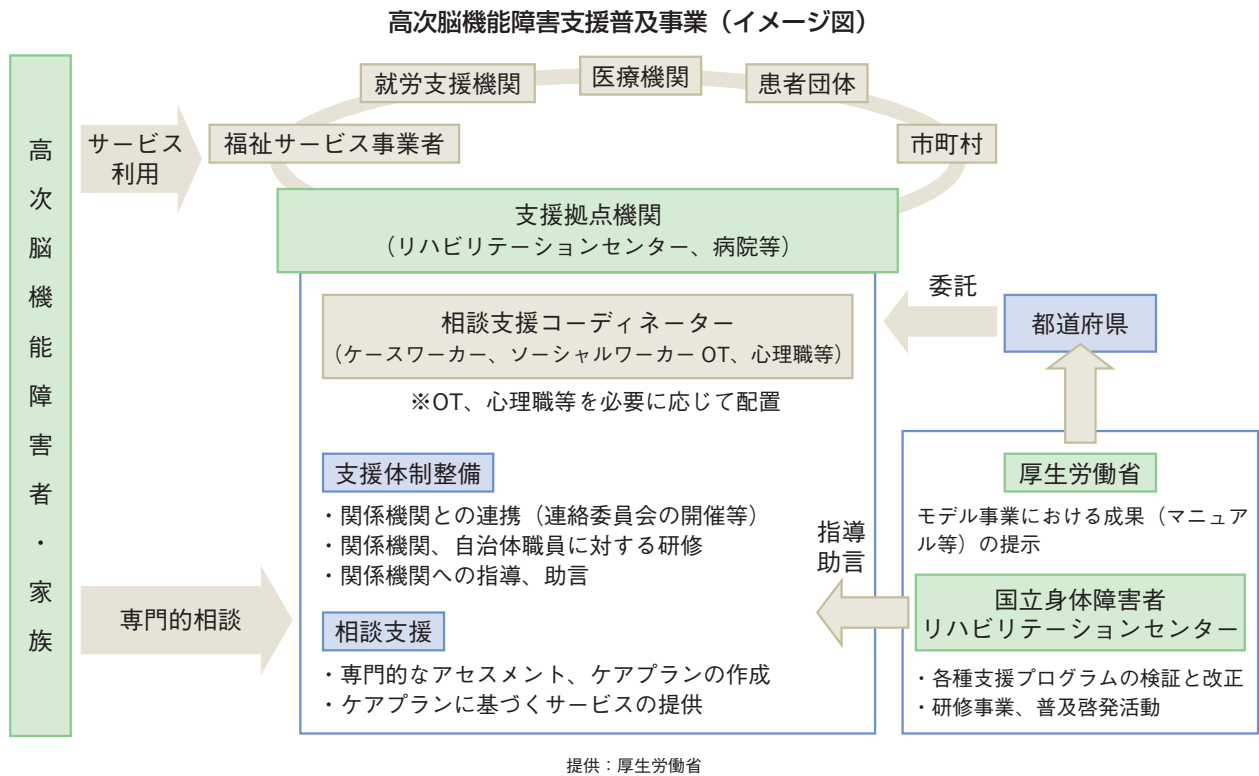 高次脳機能障害支援普及事業（イメージ図）
高次脳機能障害者・家族
サービス
利用
就労支援機関
医療機関
患者団体
福祉サービス事業者
市町村
支援拠点機関
（リハビリテーションセンター、病院等）
相談支援コーディネーター
（ケースワーカー、ソーシャルワーカー OT、心理職等）
※OT、心理職等を必要に応じて配置
委託
都道府県
支援体制整備
・関係機関との連携（連絡委員会の開催等）
・関係機関、自治体職員に対する研修
・関係機関への指導、助言
専門的相談
相談支援
・専門的なアセスメント、ケアプランの作成
・ケアプランに基づくサービスの提供
指導
助言
厚生労働省
モデル事業における成果（マニュア
ル等）の提示
国立身体障害者
リハビリテーションセンター
・各種支援プログラムの検証と改正
・研修事業、普及啓発活動
提供：厚生労働省